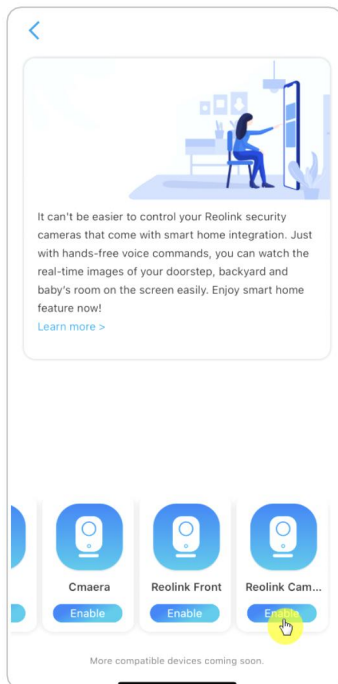 It can't be easier to control your Reolink security
cameras that come with smart home integration. Just
with hands-free voice commands, you can watch the
real-time images of your doorstep, backyard and
baby's room on the screen easily. Enjoy smart home
feature now!
Learn more >
Cmaera
Reolink Front
Reolink Cam...
Enable
Enable
Enable
More compatible devices coming soon.